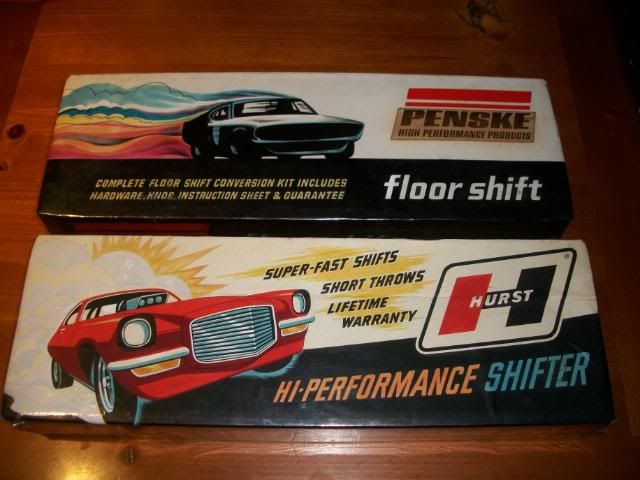 PENSKE
HIGH PERFORMANCE PRODUCTS
COMPLETE FLOOR SHIFT CONVERSION KIT INCLUDES
HARDWARE, KNOB, INSTRUCTION SHEET & GUARANTEE
floor shift
SUPER-FAST SHIFTS
SHORT THROWS
LIFETIME
WARRANTY
HURST
®
HI-PERFORMANCE SHIFTER